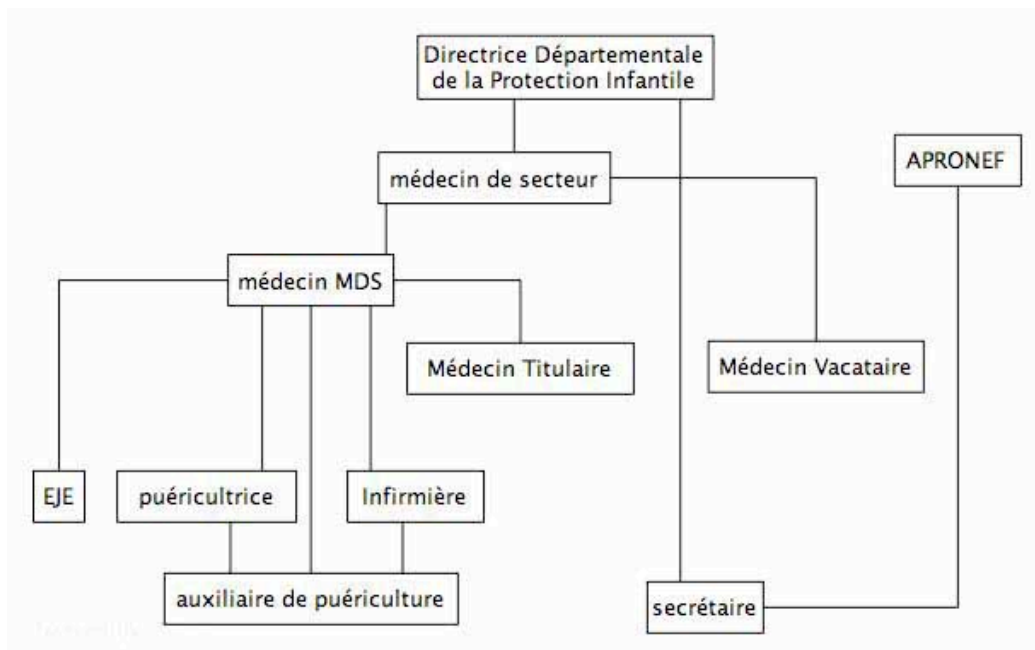 Directrice Départementale
de la Protection Infantile
APRONEF
médecin de secteur
médecin MDS
Médecin Titulaire
Médecin Vacataire
EJE
puéricultrice
Infirmière
auxiliaire de puériculture
secrétaire